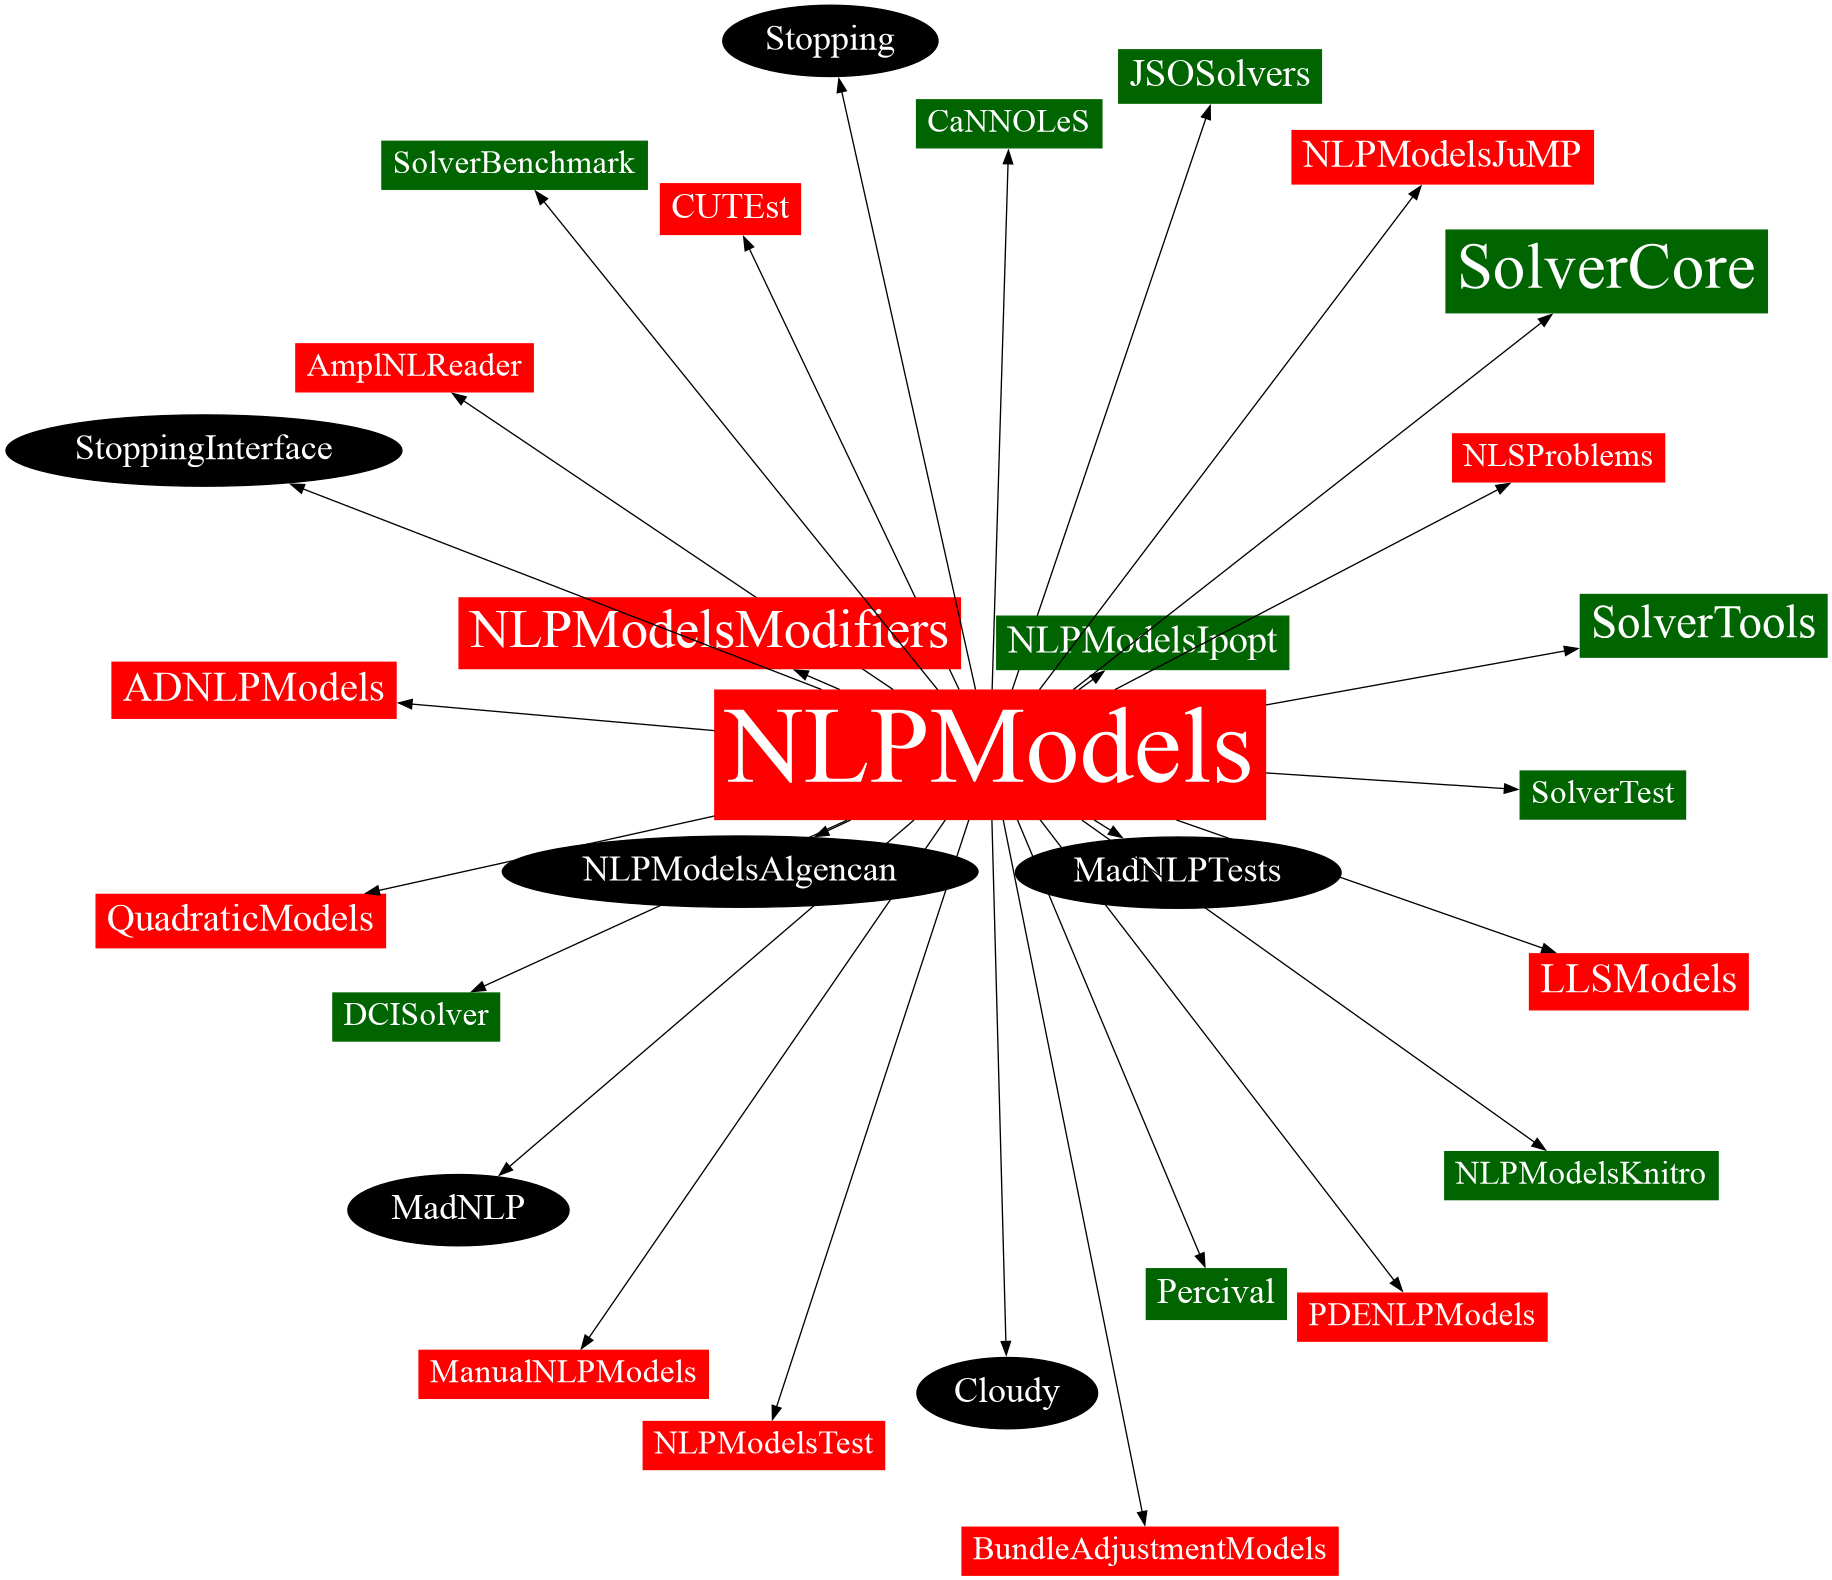 Stopping
JSOSolvers
CaNNOLeS
SolverBenchmark
NLPModelsJuMP
CUTEst
SolverCore
AmplNLReader
StoppingInterface
NLSProblems
NLPModelsModifiers
NLPModelsIpopt
SolverTools
ADNLPModels
NLPModels
SolverTest
NLPModelsAlgencan
MadNLPTests
QuadraticModels
LLSModels
DCISolver
NLPModelsKnitro
MadNLP
Percival
PDENLPModels
ManualNLPModels
Cloudy
NLPModelsTest
BundleAdjustmentModels